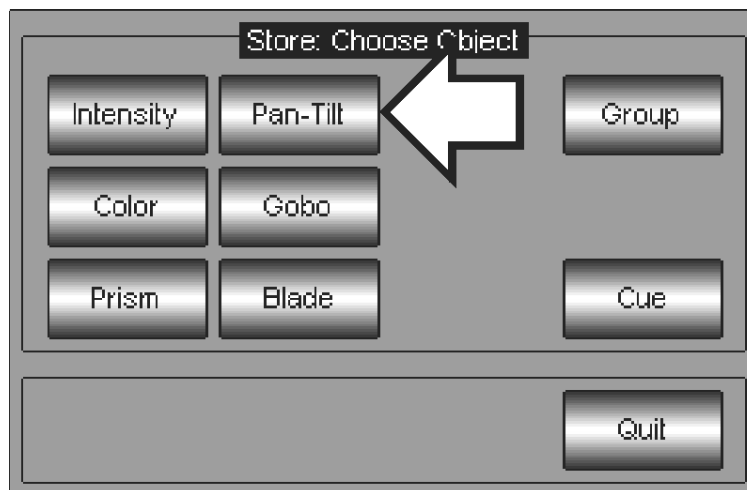 Store: Choose Object
Intensity Pan-Tilt Group
Color Gobo
Prism Blade Cue
Quit